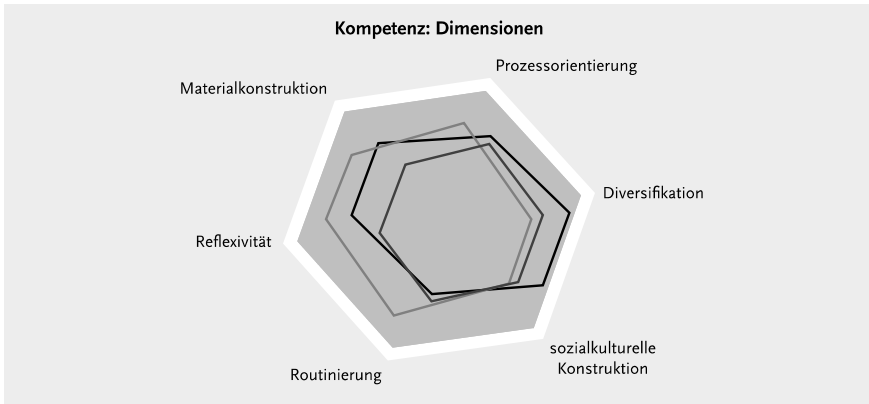 Kompetenz: Dimensionen
Prozessorientierung
Materialkonstruktion
Diversifikation
Reflexivität
sozialkulturelle
Konstruktion
Routinierung